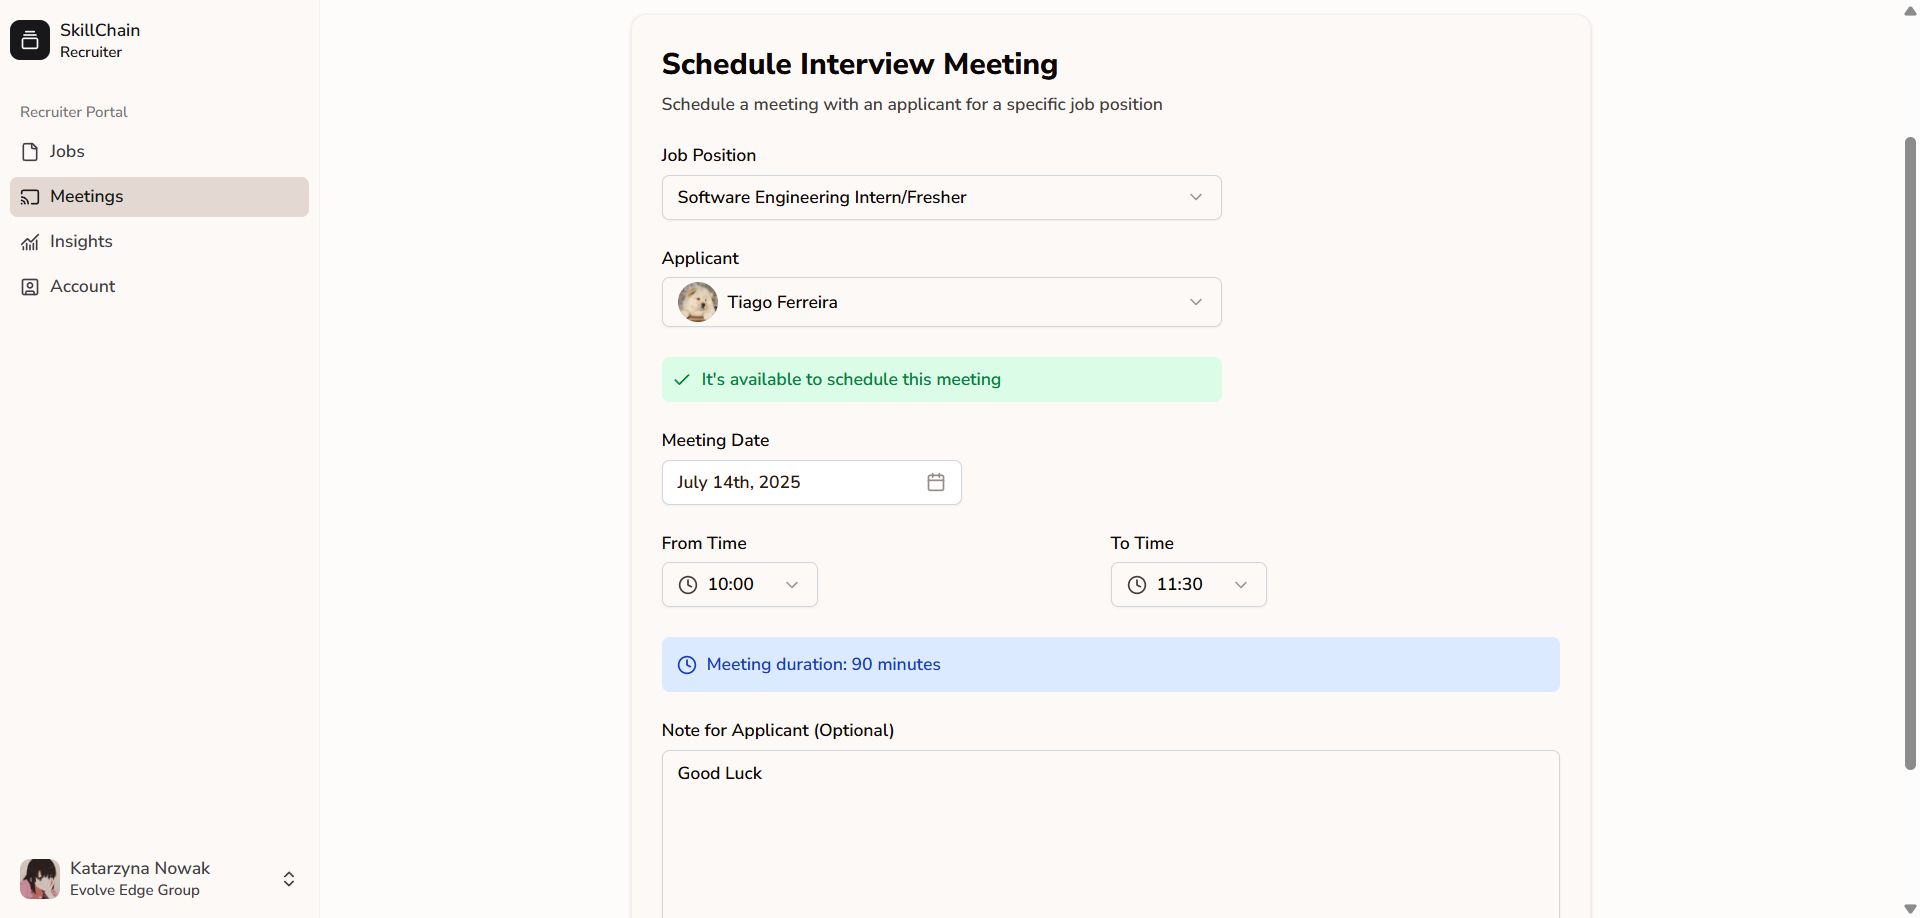 SkillChain
Recruiter
Recruiter Portal
Jobs
Meetings
Insights
Account
Katarzyna Nowak
Evolve Edge Group
Schedule Interview Meeting
Schedule a meeting with an applicant for a specific job position
Job Position
Software Engineering Intern/Fresher
Applicant
Tiago Ferreira
It's available to schedule this meeting
Meeting Date
July 14th, 2025
From Time
To Time
10:00
11:30
Meeting duration: 90 minutes
Note for Applicant (Optional)
Good Luck